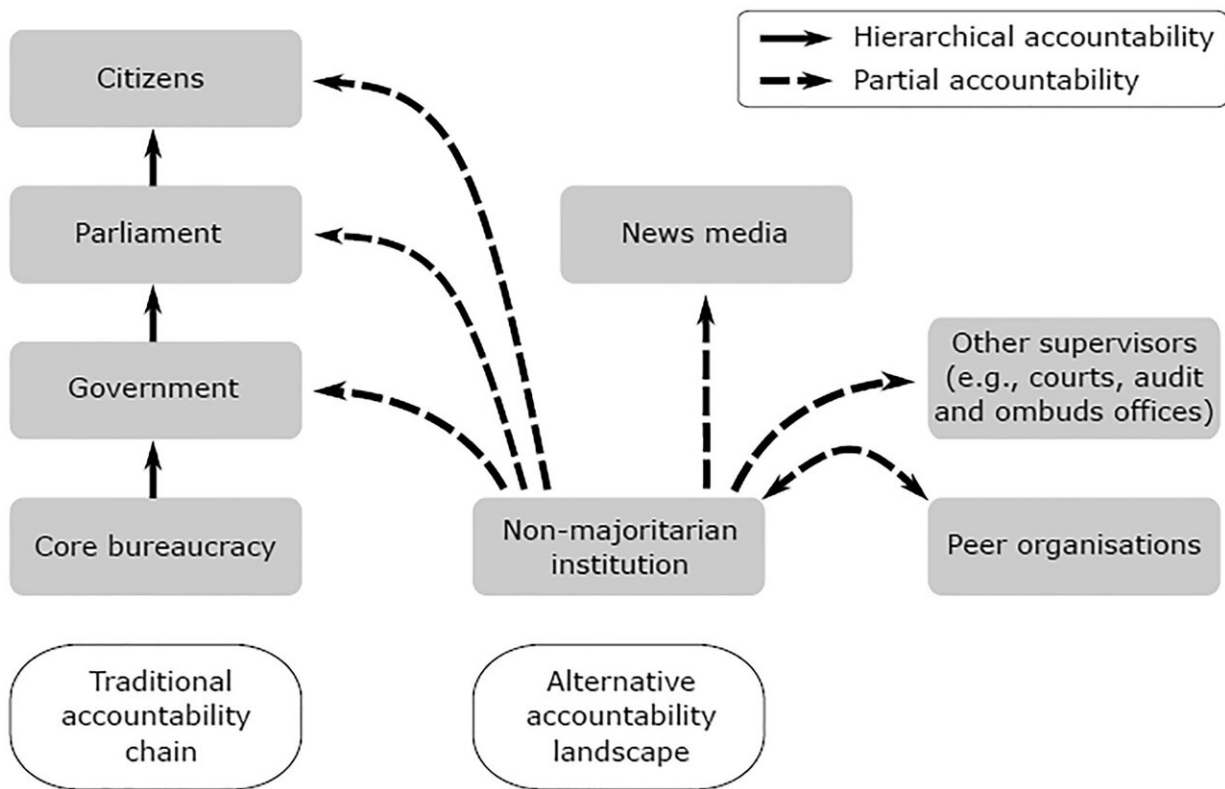 Hierarchical accountability
Partial accountability
Citizens
Parliament
News media
Government
Other supervisors
(e.g., courts, audit
and ombuds offices)
Core bureaucracy
Non-majoritarian
institution
Peer organisations
Traditional
accountability
chain
Alternative
accountability
landscape